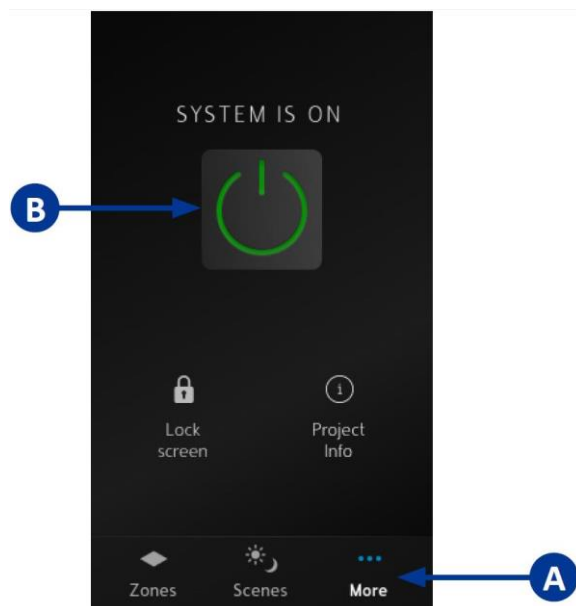 SYSTEM IS ON
B
Lock
screen
Project
Info
Zones
Scenes
More
A